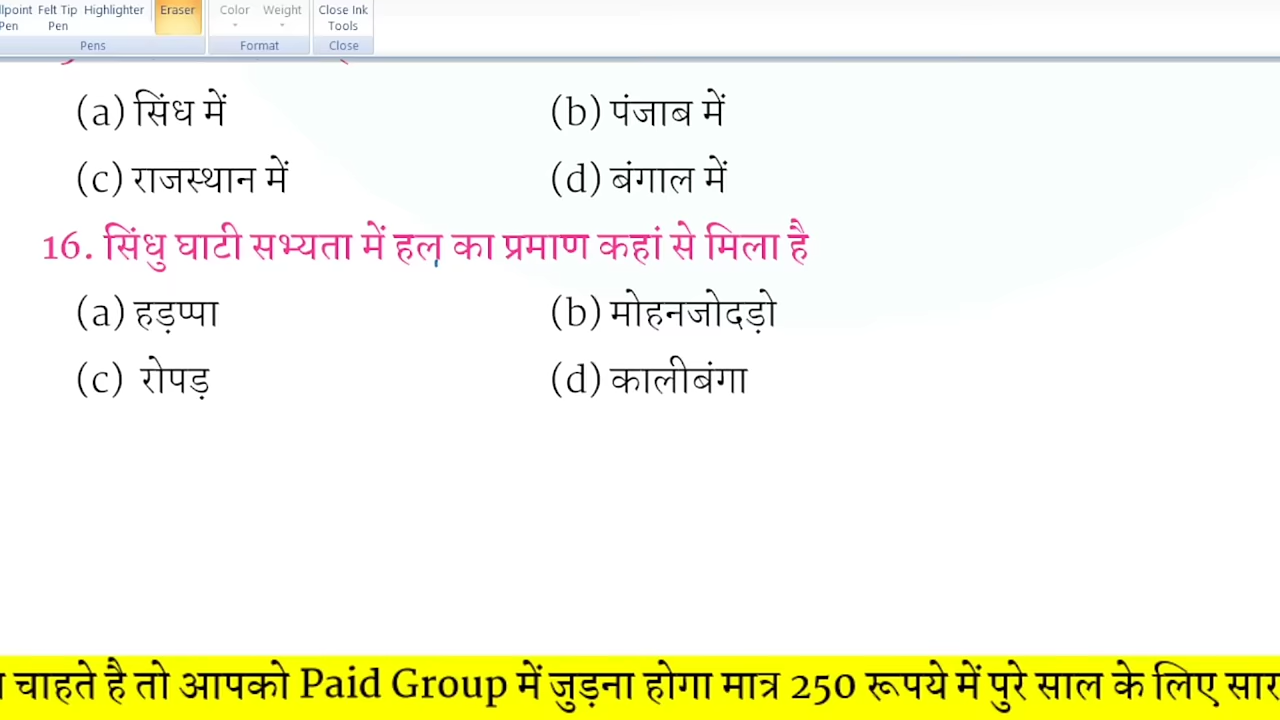 Pen Felt Tip Pen Highlighter Eraser Color Weight Close Ink Tools
Pens Format Close
(a) सिंध में (b) पंजाब में
(c) राजस्थान में (d) बंगाल में
16. सिंधु घाटी सभ्यता में हल का प्रमाण कहां से मिला है
(a) हड़प्पा (b) मोहनजोदड़ो
(c) रोपड़ (d) कालीबंगा
चाहते है तो आपको Paid Group में जुड़ना होगा मात्र 250 रूपये में पुरे साल के लिए